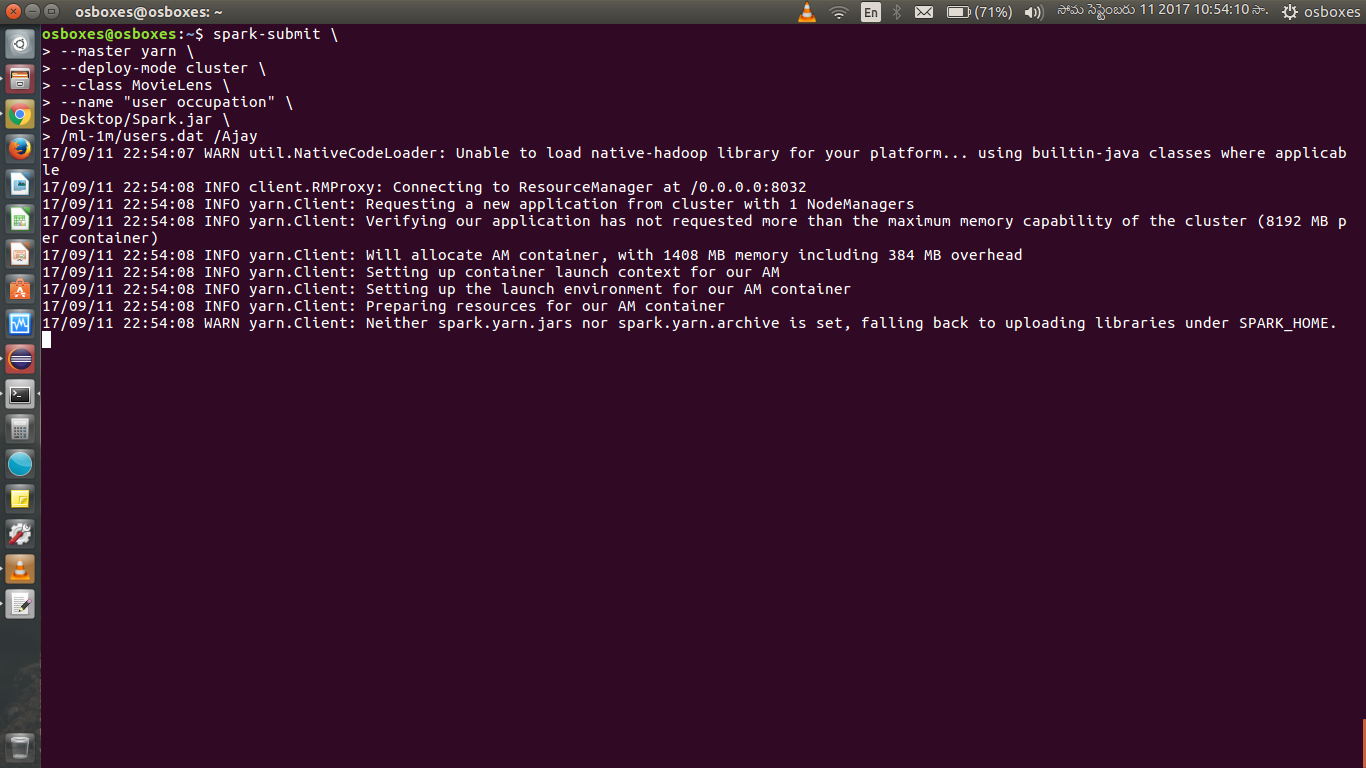 osboxes@osboxes: ~
En
(71%)
సోమ సెప్టెంబరు 11 2017 10:54:10 సా.
osboxes
osboxes@osboxes:~$ spark-submit \
> --master yarn \
> --deploy-mode cluster \
> --class MovieLens \
> --name "user occupation" \
> Desktop/Spark.jar \
> /ml-1m/users.dat /Ajay
17/09/11 22:54:07 WARN util.NativeCodeLoader: Unable to load native-hadoop library for your platform... using builtin-java classes where applicab
le
17/09/11 22:54:08 INFO client.RMProxy: Connecting to ResourceManager at /0.0.0.0:8032
17/09/11 22:54:08 INFO yarn.Client: Requesting a new application from cluster with 1 NodeManagers
17/09/11 22:54:08 INFO yarn.Client: Verifying our application has not requested more than the maximum memory capability of the cluster (8192 MB p
er container)
17/09/11 22:54:08 INFO yarn.Client: Will allocate AM container, with 1408 MB memory including 384 MB overhead
17/09/11 22:54:08 INFO yarn.Client: Setting up container launch context for our AM
17/09/11 22:54:08 INFO yarn.Client: Setting up the launch environment for our AM container
17/09/11 22:54:08 INFO yarn.Client: Preparing resources for our AM container
17/09/11 22:54:08 WARN yarn.Client: Neither spark.yarn.jars nor spark.yarn.archive is set, falling back to uploading libraries under SPARK_HOME.